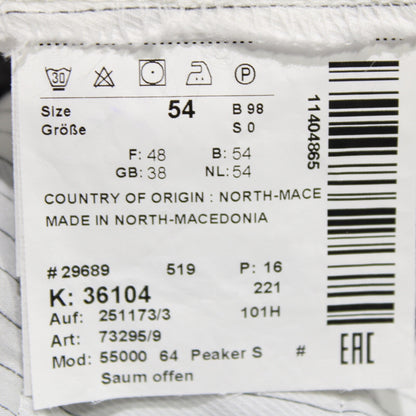 30
P
Size 54 B 98
Größe S 0
F: 48 B: 54
GB: 38 NL: 54
COUNTRY OF ORIGIN : NORTH-MACE
MADE IN NORTH-MACEDONIA
# 29689 519 P: 16
K: 36104 221
Auf: 251173/3 101H
Art: 73295/9
Mod: 55000 64 Peaker S #
Saum offen
11404865
EAC